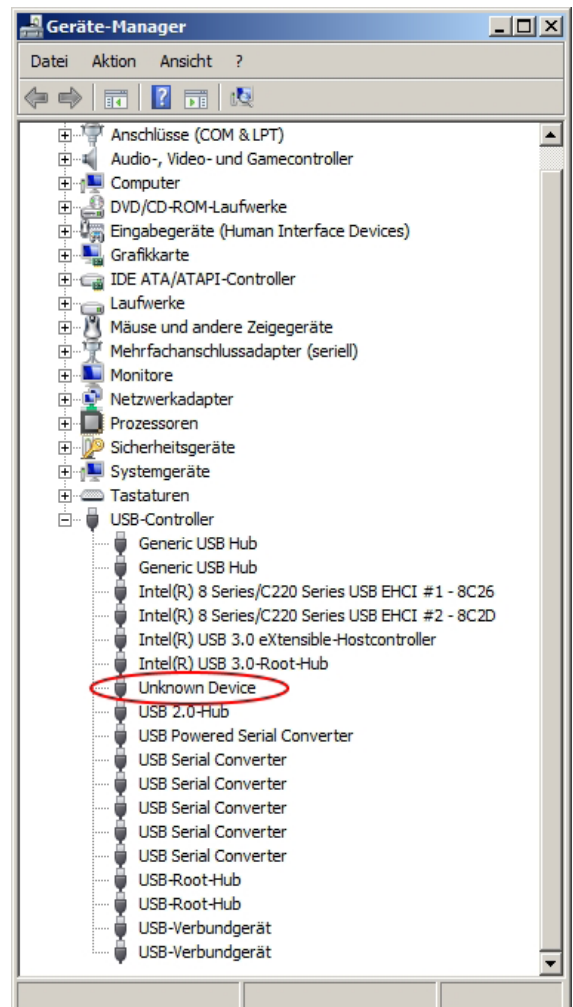 Geräte-Manager
Datei Aktion Ansicht ?
Anschlüsse (COM & LPT)
Audio-, Video- und Gamecontroller
Computer
DVD/CD-ROM-Laufwerke
Eingabegeräte (Human Interface Devices)
Grafikkarte
IDE ATA/ATAPI-Controller
Laufwerke
Mäuse und andere Zeigegeräte
Mehrfachanschlussadapter (seriell)
Monitore
Netzwerkadapter
Prozessoren
Sicherheitsgeräte
Systemgeräte
Tastaturen
USB-Controller
Generic USB Hub
Generic USB Hub
Intel(R) 8 Series/C220 Series USB EHCI #1 - 8C26
Intel(R) 8 Series/C220 Series USB EHCI #2 - 8C2D
Intel(R) USB 3.0 eXtensible-Hostcontroller
Intel(R) USB 3.0-Root-Hub
Unknown Device
USB 2.0-Hub
USB Powered Serial Converter
USB Serial Converter
USB Serial Converter
USB Serial Converter
USB Serial Converter
USB Serial Converter
USB-Root-Hub
USB-Root-Hub
USB-Verbundgerät
USB-Verbundgerät